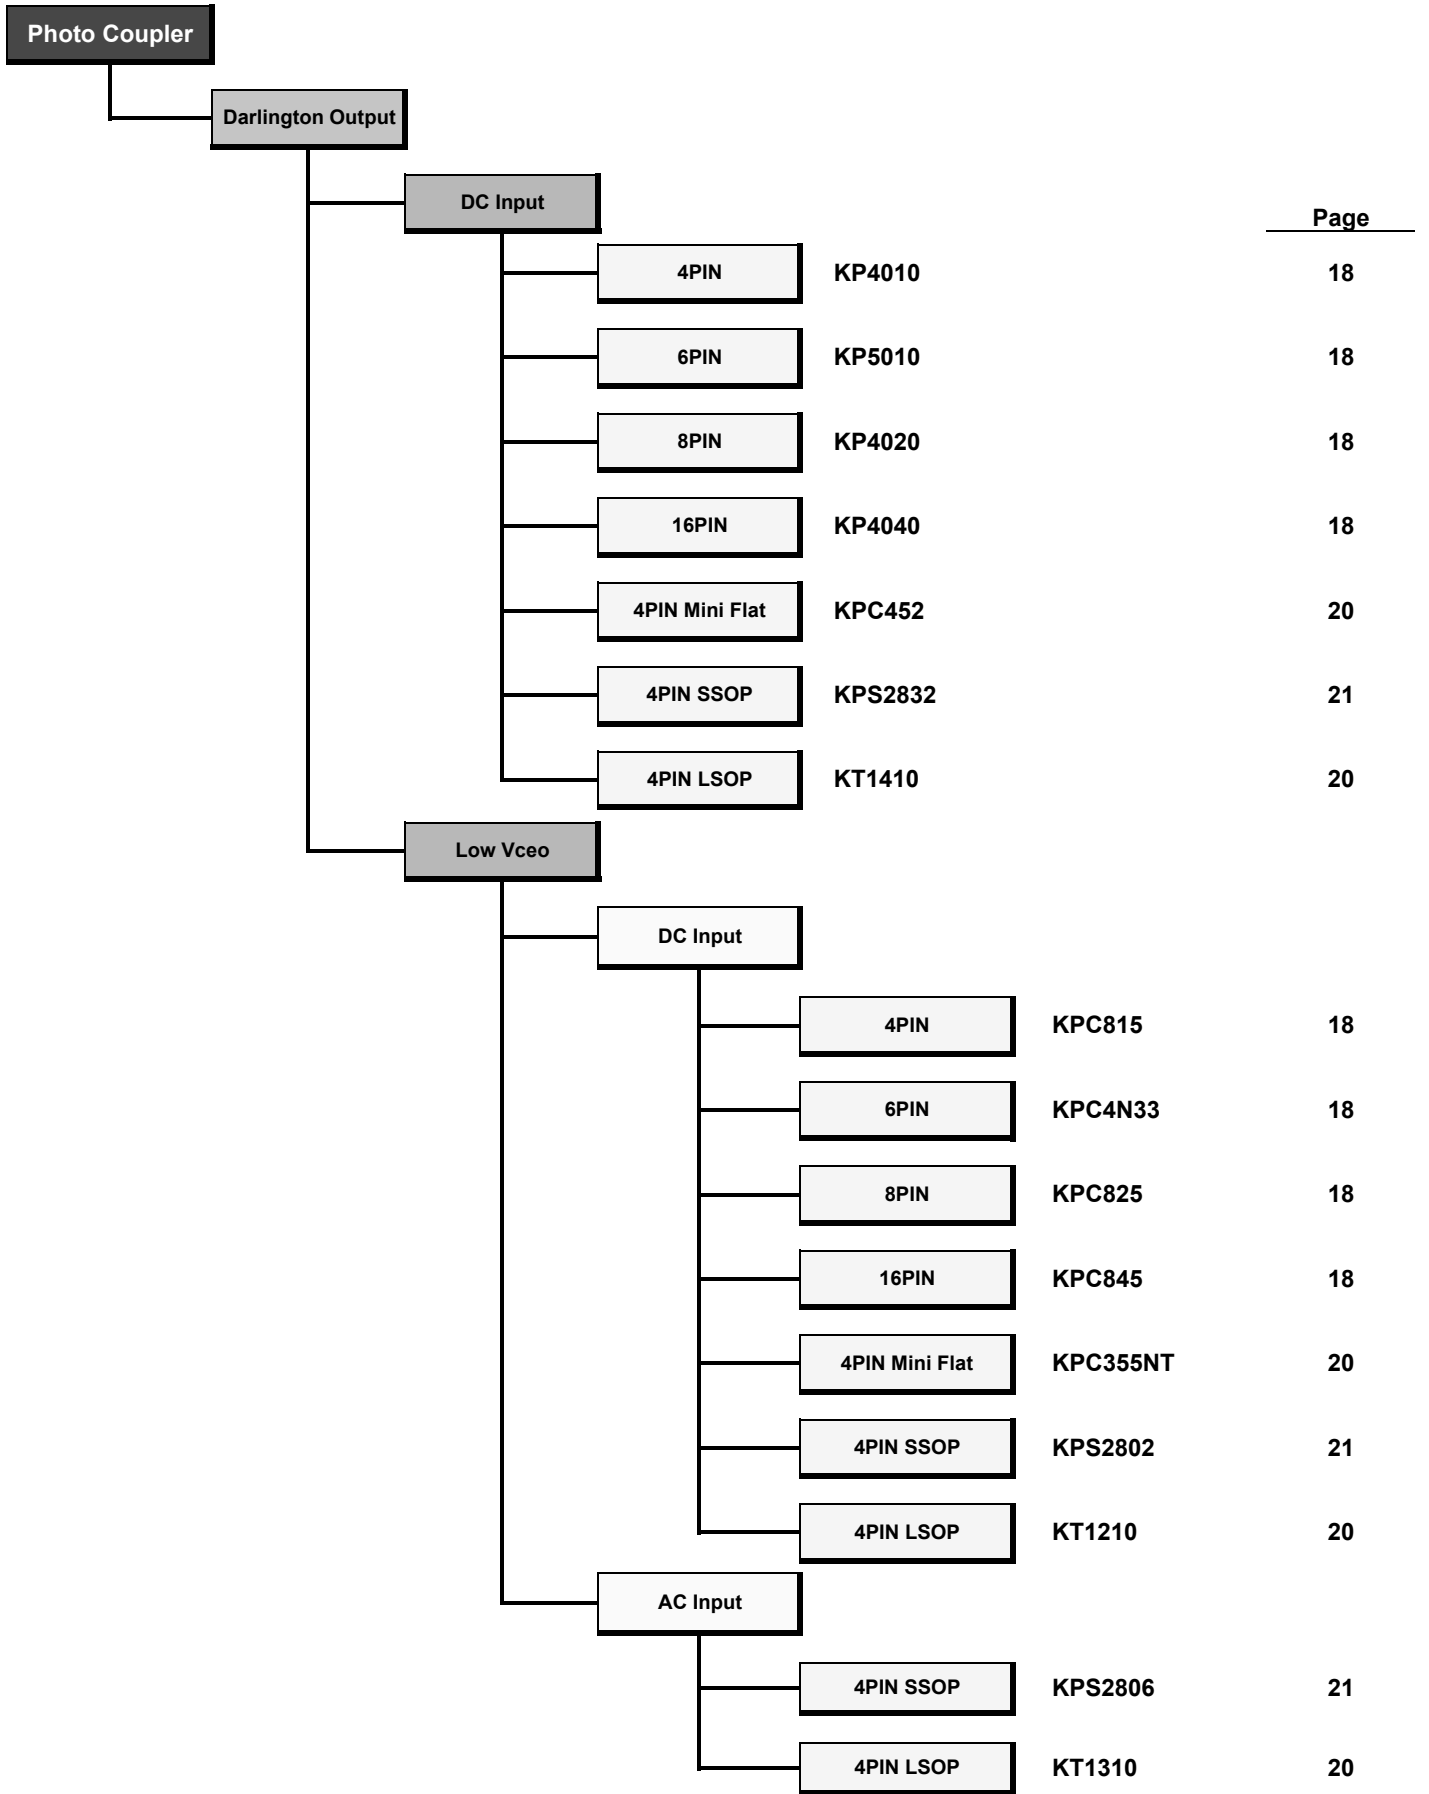 Photo Coupler
Darlington Output
DC Input
Page
4PIN KP4010 18
6PIN KP5010 18
8PIN KP4020 18
16PIN KP4040 18
4PIN Mini Flat KPC452 20
4PIN SSOP KPS2832 21
4PIN LSOP KT1410 20
Low Vceo
DC Input
4PIN KPC815 18
6PIN KPC4N33 18
8PIN KPC825 18
16PIN KPC845 18
4PIN Mini Flat KPC355NT 20
4PIN SSOP KPS2802 21
4PIN LSOP KT1210 20
AC Input
4PIN SSOP KPS2806 21
4PIN LSOP KT1310 20